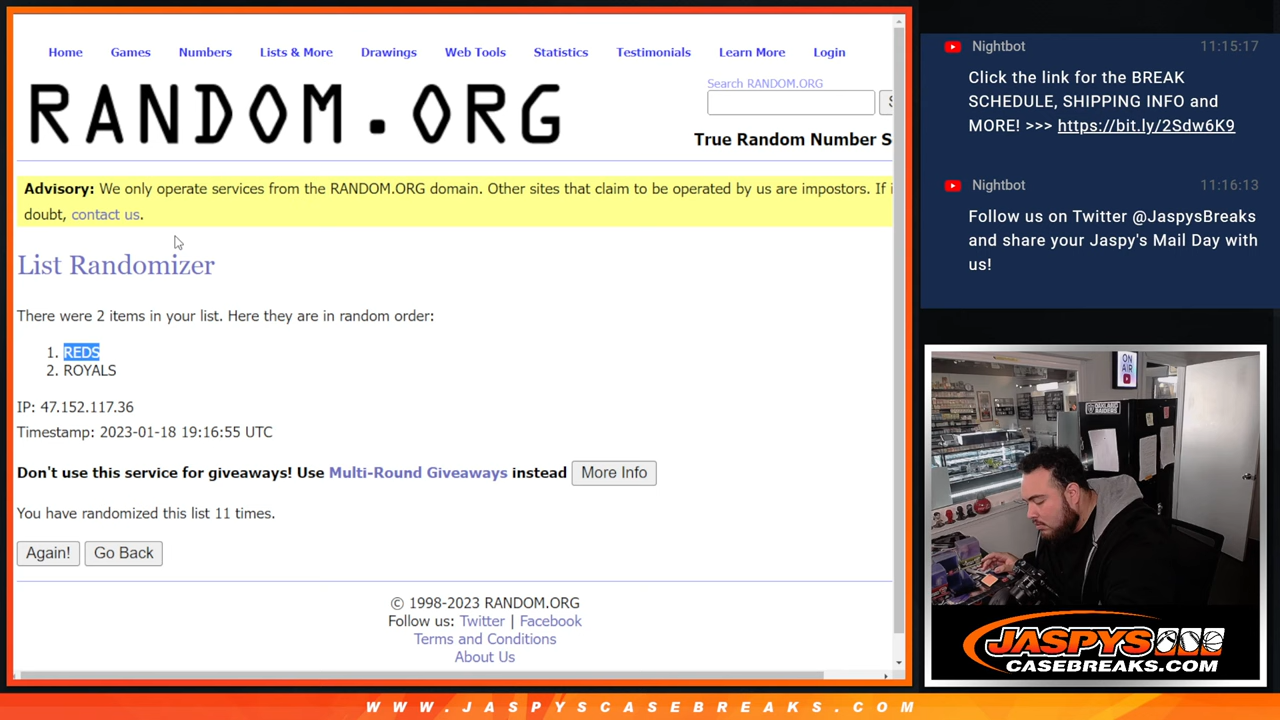 Home Games Numbers Lists & More Drawings Web Tools Statistics Testimonials Learn More Login
RANDOM.ORG
Search RANDOM.ORG
S
True Random Number S
Advisory: We only operate services from the RANDOM.ORG domain. Other sites that claim to be operated by us are impostors. If i
doubt, contact us.
List Randomizer
There were 2 items in your list. Here they are in random order:
1. REDS
2. ROYALS
IP: 47.152.117.36
Timestamp: 2023-01-18 19:16:55 UTC
Don't use this service for giveaways! Use Multi-Round Giveaways instead More Info
You have randomized this list 11 times.
Again! Go Back
© 1998-2023 RANDOM.ORG
Follow us: Twitter | Facebook
Terms and Conditions
About Us
Nightbot 11:15:17
Click the link for the BREAK
SCHEDULE, SHIPPING INFO and
MORE! >>> https://bit.ly/2Sdw6K9
Nightbot 11:16:13
Follow us on Twitter @JaspysBreaks
and share your Jaspy's Mail Day with
us!
ON
AIR
JASPYS
CASEBREAKS.COM
WWW.JASPYSCASEBREAKS.COM